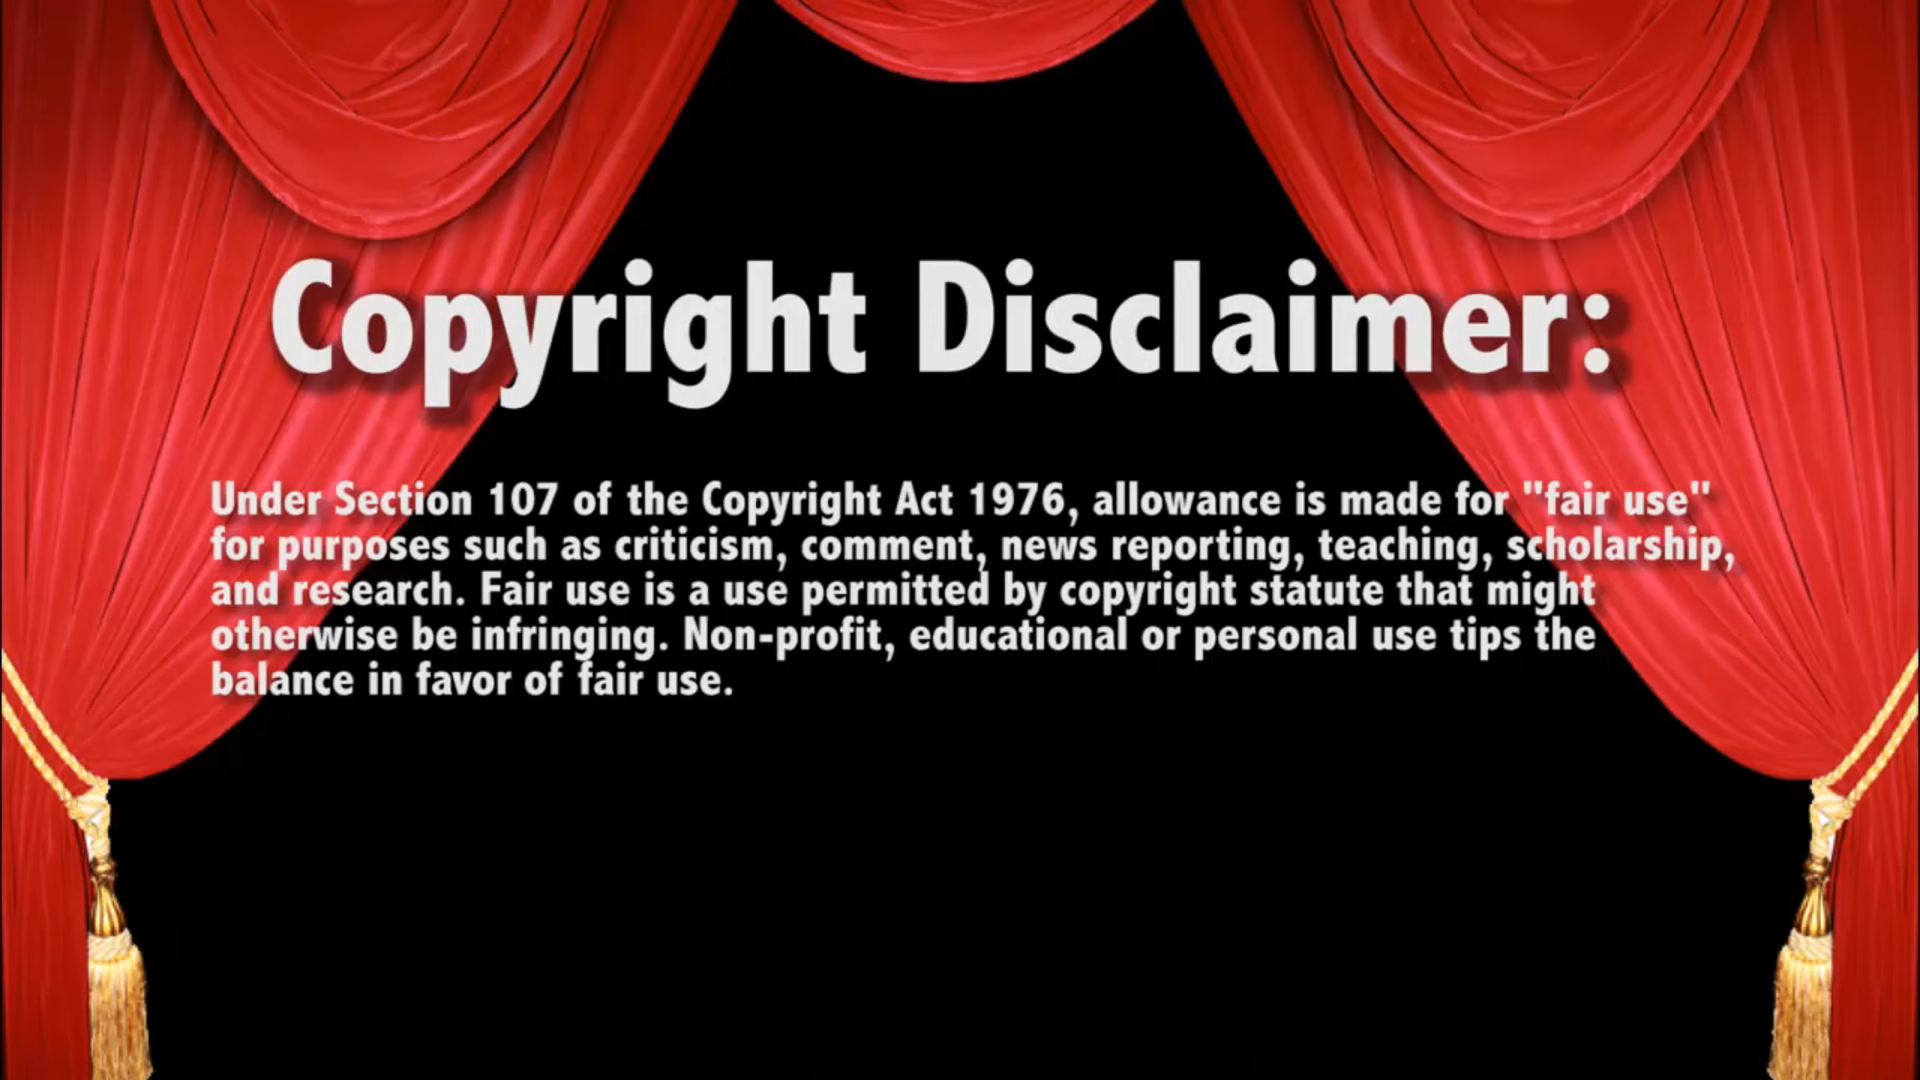 Copyright Disclaimer:
Under Section 107 of the Copyright Act 1976, allowance is made for "fair use"
for purposes such as criticism, comment, news reporting, teaching, scholarship,
and research. Fair use is a use permitted by copyright statute that might
otherwise be infringing. Non-profit, educational or personal use tips the
balance in favor of fair use.